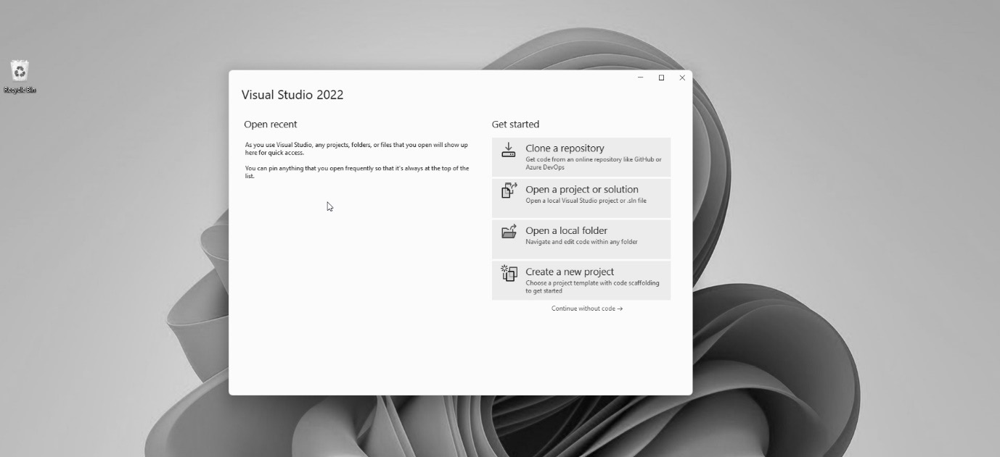 Recycle Bin
Visual Studio 2022
Open recent
As you use Visual Studio, any projects, folders, or files that you open will show up
here for quick access.
You can pin anything that you open frequently so that it's always at the top of the
list.
Get started
Clone a repository
Get code from an online repository like GitHub or
Azure DevOps
Open a project or solution
Open a local Visual Studio project or .sln file
Open a local folder
Navigate and edit code within any folder
Create a new project
Choose a project template with code scaffolding
to get started
Continue without code →